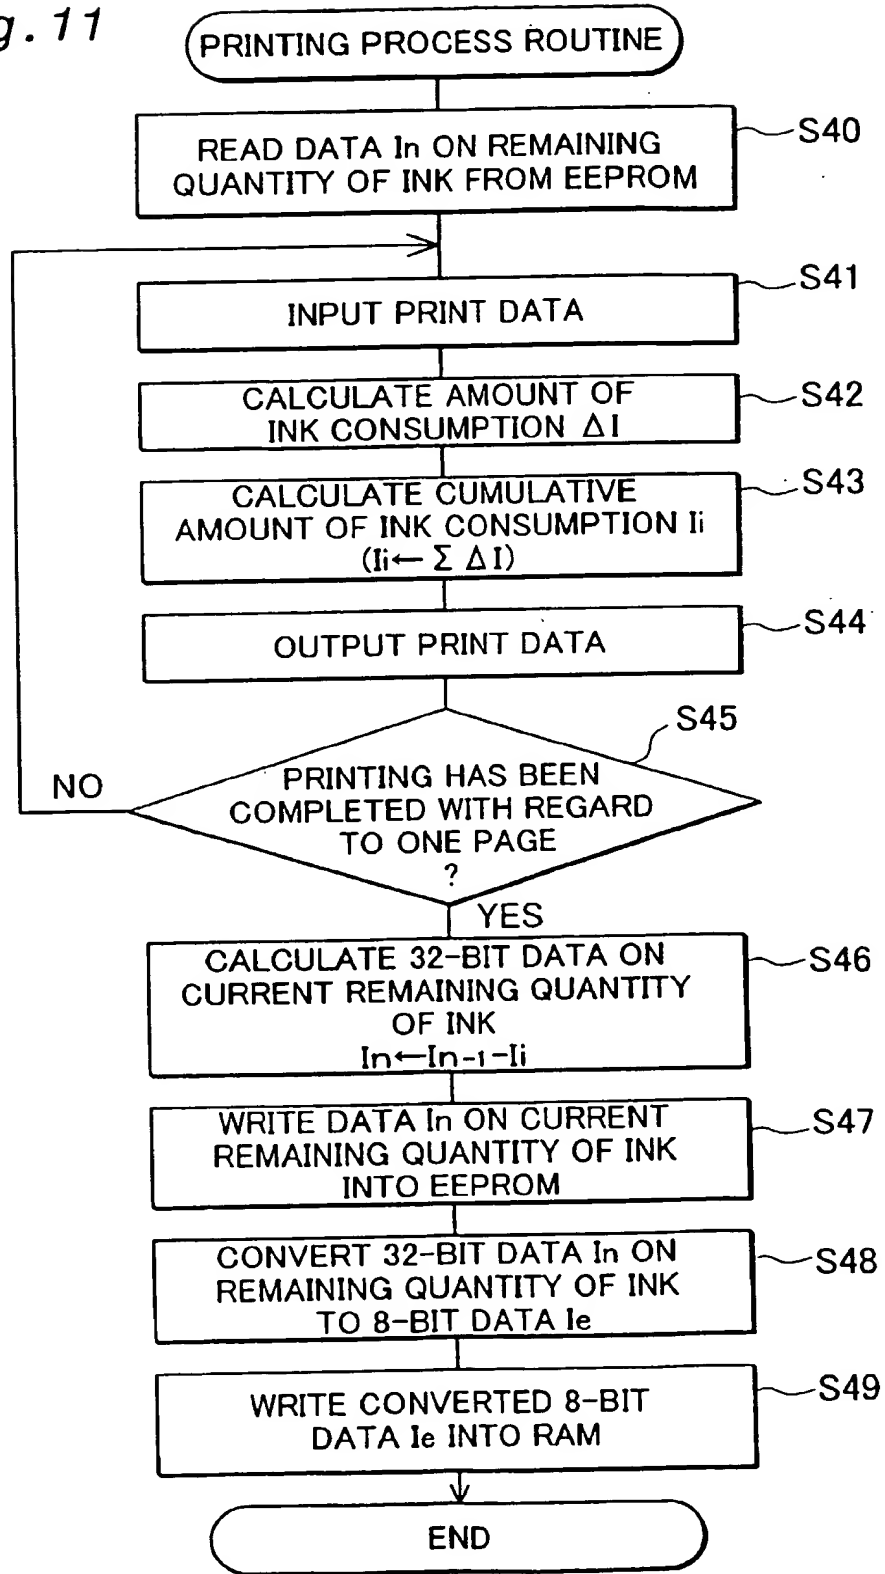 g.11
PRINTING PROCESS ROUTINE
S40
READ DATA In ON REMAINING
QUANTITY OF INK FROM EEPROM
S41
INPUT PRINT DATA
S42
CALCULATE AMOUNT OF
INK CONSUMPTION ΔI
S43
CALCULATE CUMULATIVE
AMOUNT OF INK CONSUMPTION Ii
(Ii←Σ ΔI)
S44
OUTPUT PRINT DATA
S45
NO
PRINTING HAS BEEN
COMPLETED WITH REGARD
TO ONE PAGE
?
YES
S46
CALCULATE 32-BIT DATA ON
CURRENT REMAINING QUANTITY
OF INK
In←In-1-Ii
S47
WRITE DATA In ON CURRENT
REMAINING QUANTITY OF INK
INTO EEPROM
S48
CONVERT 32-BIT DATA In ON
REMAINING QUANTITY OF INK
TO 8-BIT DATA Ie
S49
WRITE CONVERTED 8-BIT
DATA Ie INTO RAM
END